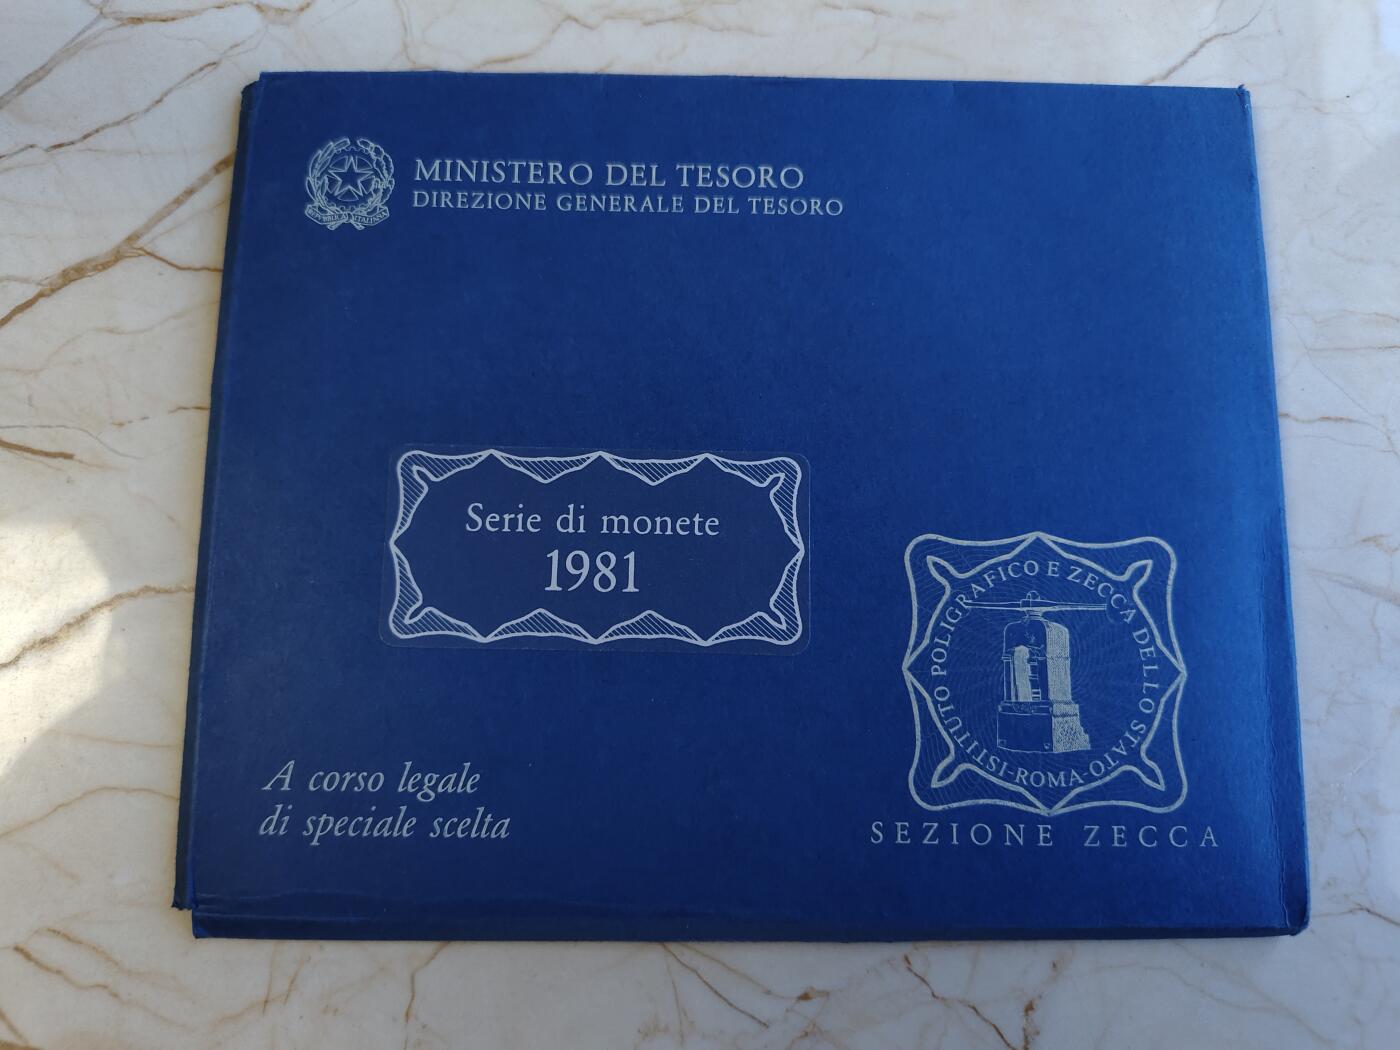 REPVBBLICA ITALIANA
MINISTERO DEL TESORO
DIREZIONE GENERALE DEL TESORO
Serie di monete
1981
ISTITUTO POLIGRAFICO E ZECCA DELLO STATO-ROMA-
A corso legale
di speciale scelta
SEZIONE ZECCA